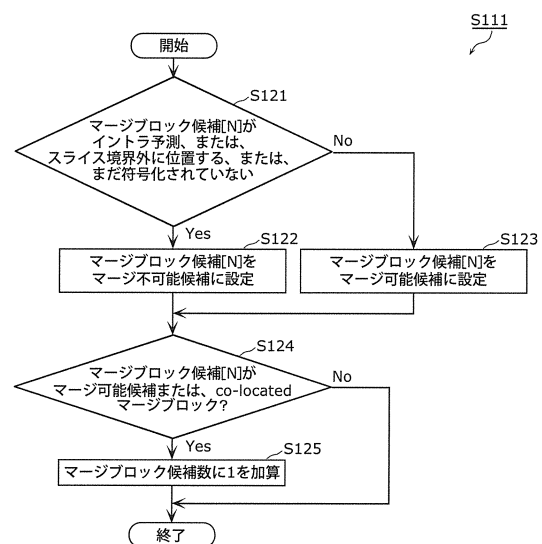 S111
開始
S121
マージブロック候補[N]が
イントラ予測、または、
スライス境界外に位置する、または、
まだ符号化されていない
No
Yes
S122
マージブロック候補[N]を
マージ不可能候補に設定
S123
マージブロック候補[N]を
マージ可能候補に設定
S124
マージブロック候補[N]が
マージ可能候補または、co-located
マージブロック?
No
Yes
S125
マージブロック候補数に1を加算
終了